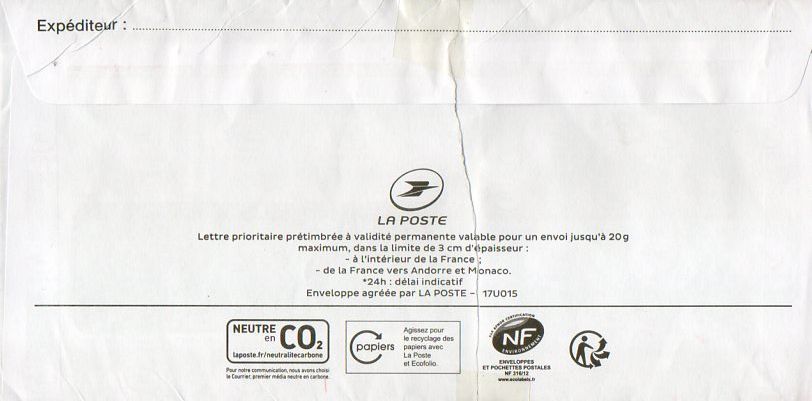 Expéditeur :
LA POSTE
Lettre prioritaire prétimbrée à validité permanente valable pour un envoi jusqu'à 20g
maximum, dans la limite de 3 cm d'épaisseur :
- à l'intérieur de la France ;
- de la France vers Andorre et Monaco.
*24h : délai indicatif
Enveloppe agréée par LA POSTE - 17U015
NEUTRE
en
CO2
laposte.fr/neutralitecarbone
Pour notre communication, nous avons choisi
le Courrier, premier média neutre en carbone.
papiers
Agissez pour
le recyclage des
papiers avec
La Poste
et Ecofolio.
AFNOR CERTIFICATION
NF
ENVIRONNEMENT
ENVELOPPES
ET POCHETTES POSTALES
NF 316/12
www.ecolabels.fr